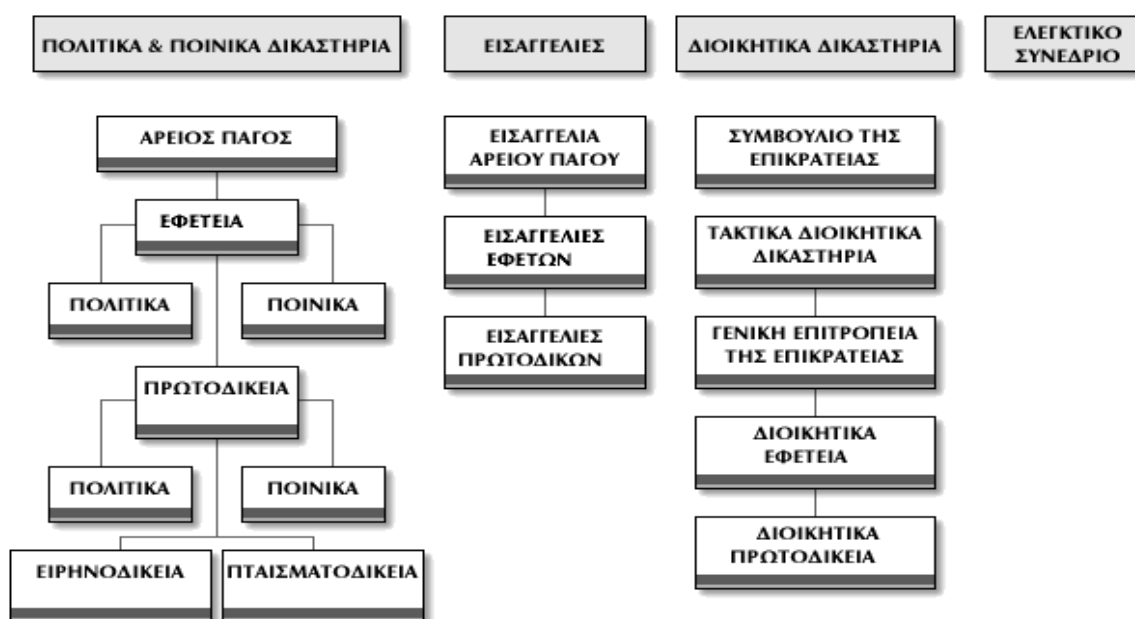 ΠΟΛΙΤΙΚΑ & ΠΟΙΝΙΚΑ ΔΙΚΑΣΤΗΡΙΑ
ΑΡΕΙΟΣ ΠΑΓΟΣ
ΕΦΕΤΕΙΑ
ΠΟΛΙΤΙΚΑ
ΠΟΙΝΙΚΑ
ΠΡΩΤΟΔΙΚΕΙΑ
ΠΟΛΙΤΙΚΑ
ΠΟΙΝΙΚΑ
ΕΙΡΗΝΟΔΙΚΕΙΑ
ΠΤΑΙΣΜΑΤΟΔΙΚΕΙΑ
ΕΙΣΑΓΓΕΛΙΕΣ
ΕΙΣΑΓΓΕΛΙΑ
ΑΡΕΙΟΥ ΠΑΓΟΥ
ΕΙΣΑΓΓΕΛΙΕΣ
ΕΦΕΤΩΝ
ΕΙΣΑΓΓΕΛΙΕΣ
ΠΡΩΤΟΔΙΚΩΝ
ΔΙΟΙΚΗΤΙΚΑ ΔΙΚΑΣΤΗΡΙΑ
ΣΥΜΒΟΥΛΙΟ ΤΗΣ
ΕΠΙΚΡΑΤΕΙΑΣ
ΤΑΚΤΙΚΑ ΔΙΟΙΚΗΤΙΚΑ
ΔΙΚΑΣΤΗΡΙΑ
ΓΕΝΙΚΗ ΕΠΙΤΡΟΠΕΙΑ
ΤΗΣ ΕΠΙΚΡΑΤΕΙΑΣ
ΔΙΟΙΚΗΤΙΚΑ
ΕΦΕΤΕΙΑ
ΔΙΟΙΚΗΤΙΚΑ
ΠΡΩΤΟΔΙΚΕΙΑ
ΕΛΕΓΚΤΙΚΟ
ΣΥΝΕΔΡΙΟ